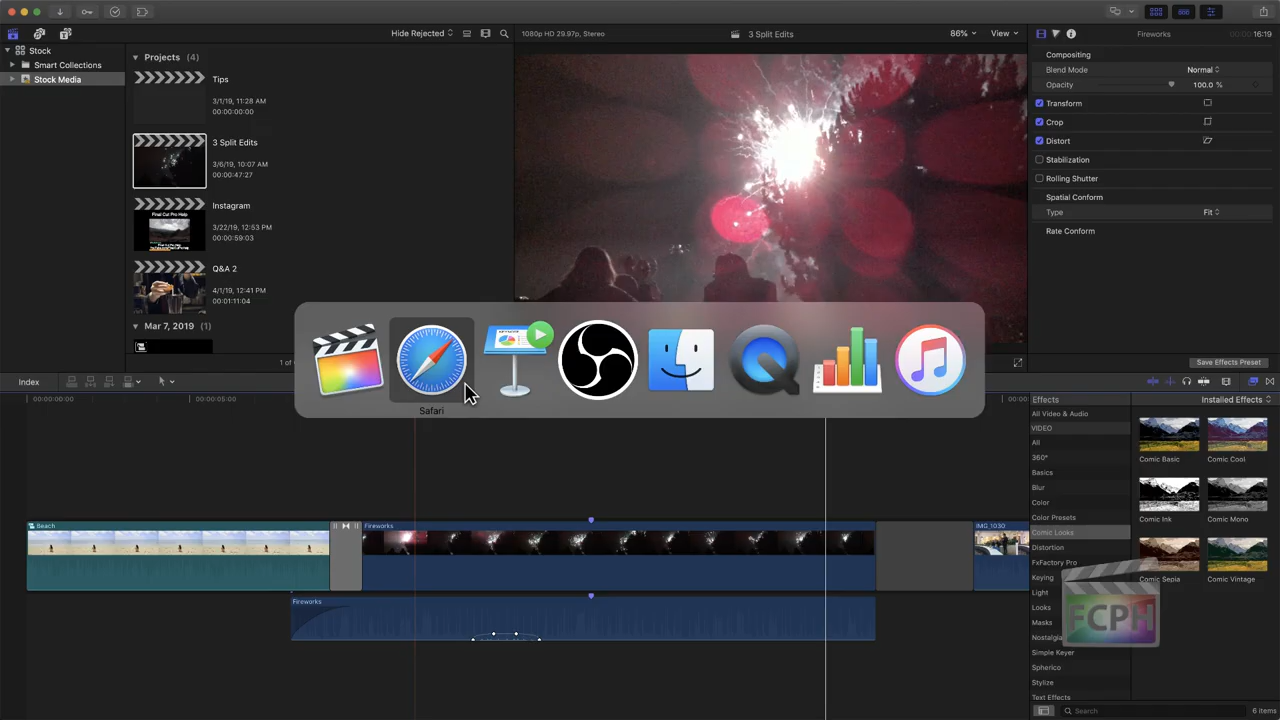 Hide Rejected
1080p HD 29.97p, Stereo
3 Split Edits
86%
View
Fireworks
00:00
16:19
Stock
Smart Collections
Stock Media
Projects (4)
Tips
3/1/19, 11:28 AM
00:00:00:00
3 Split Edits
3/6/19, 10:07 AM
00:00:47:27
Instagram
3/22/19, 12:53 PM
00:00:59:03
Q&A 2
4/1/19, 12:41 PM
00:01:11:04
Mar 7, 2019 (1)
1 of
Compositing
Blend Mode
Normal
Opacity
100.0 %
Transform
Crop
Distort
Stabilization
Rolling Shutter
Spatial Conform
Type
Fit
Rate Conform
Save Effects Preset
Safari
Index
00:00:00:00
00:00:05:00
00:00
Beach
Fireworks
IMG_1030
Fireworks
Effects
Installed Effects
All Video & Audio
VIDEO
All
360°
Basics
Blur
Color
Color Presets
Comic Looks
Distortion
FxFactory Pro
Keying
Light
Looks
Masks
Nostalgia
Simple Keyer
Spherico
Stylize
Text Effects
Comic Basic
Comic Cool
Comic Ink
Comic Mono
Comic Sepia
Comic Vintage
FCPH
Search
6 items